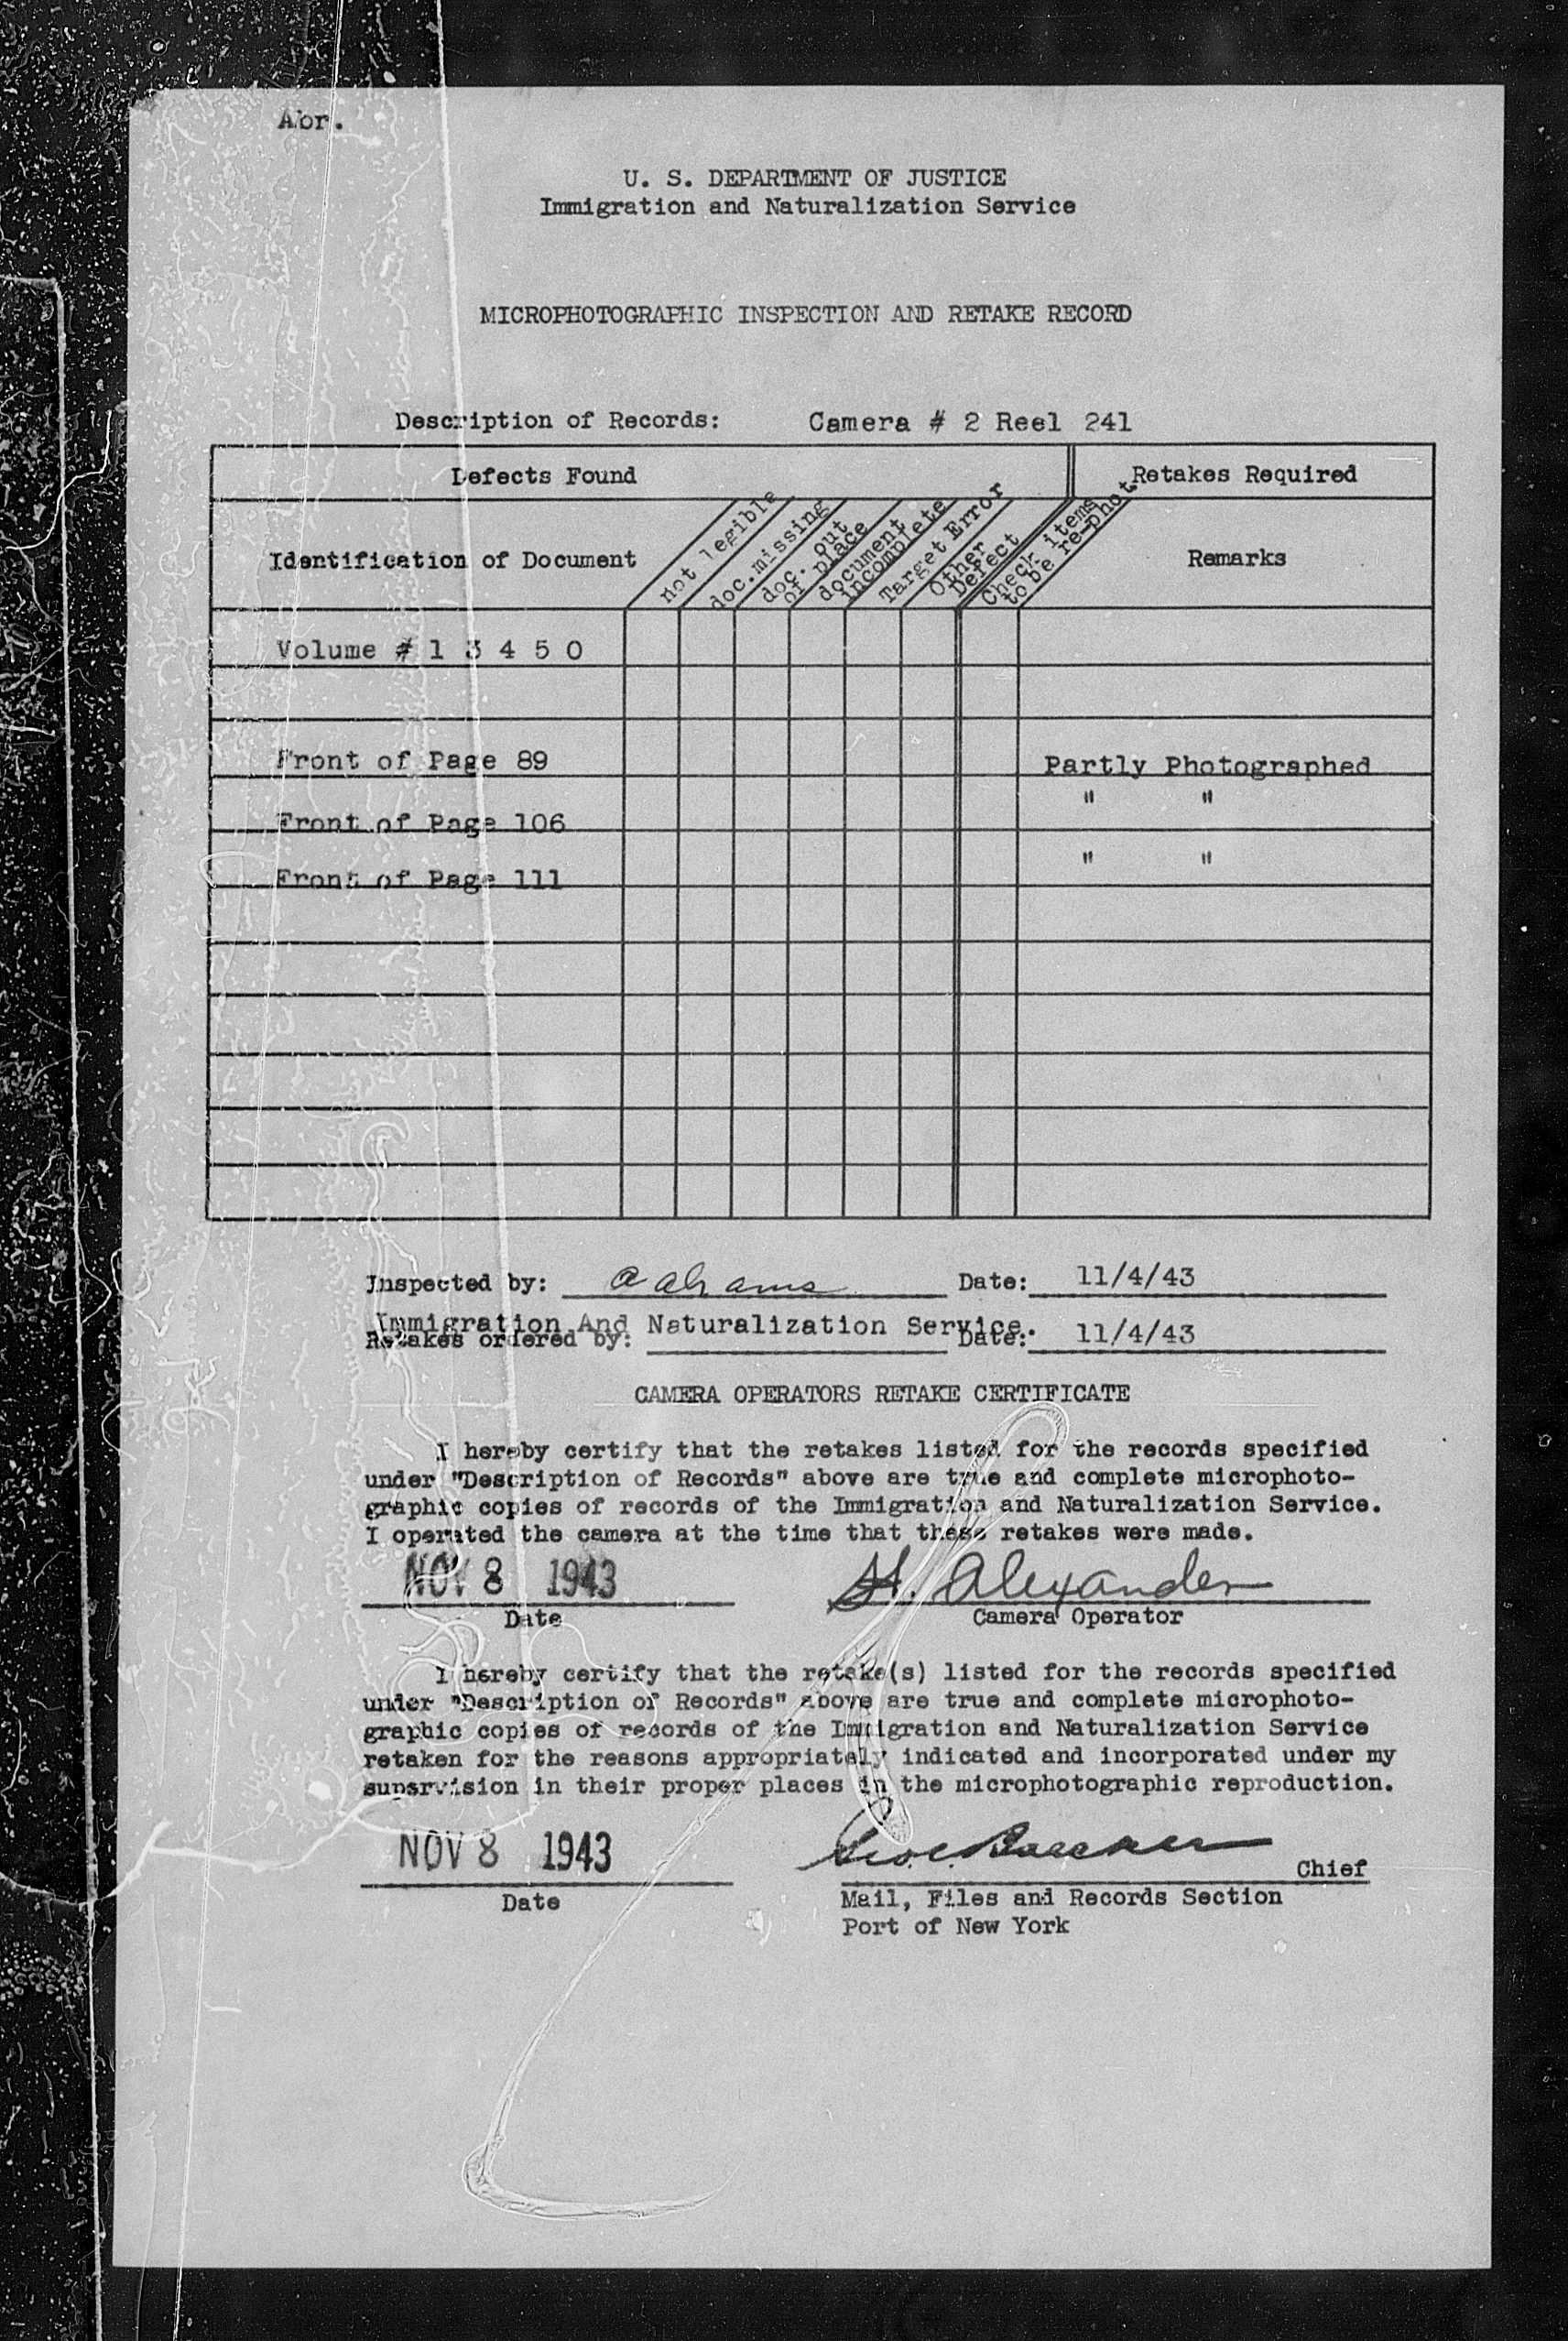 Abr.
U. S. DEPARTMENT OF JUSTICE
Immigration and Naturalization Service
MICROPHOTOGRAPHIC INSPECTION AND RETAKE RECORD
Description of Records: Camera # 2 Reel 241
Defects Found
Retakes Required
Identification of Document
not legible
doc.missing
doc. out
of place
document
incomplete
Target Error
Other
Defect
Check items
to be re-phot.
Remarks
Volume # 1 3 4 5 0
Front of Page 89 Partly Photographed
" "
Front of Page 106
" "
Front of Page 111
Inspected by: A Abrams Date: 11/4/43
Immigration And Naturalization Service.
Retakes ordered by: Date: 11/4/43
CAMERA OPERATORS RETAKE CERTIFICATE
I hereby certify that the retakes listed for the records specified
under "Description of Records" above are true and complete microphoto-
graphic copies of records of the Immigration and Naturalization Service.
I operated the camera at the time that these retakes were made.
NOV 8 1943 H. Alexander
Date Camera Operator
I hereby certify that the retake(s) listed for the records specified
under "Description of Records" above are true and complete microphoto-
graphic copies of records of the Immigration and Naturalization Service
retaken for the reasons appropriately indicated and incorporated under my
supervision in their proper places in the microphotographic reproduction.
NOV 8 1943 Chief
Date Mail, Files and Records Section
Port of New York